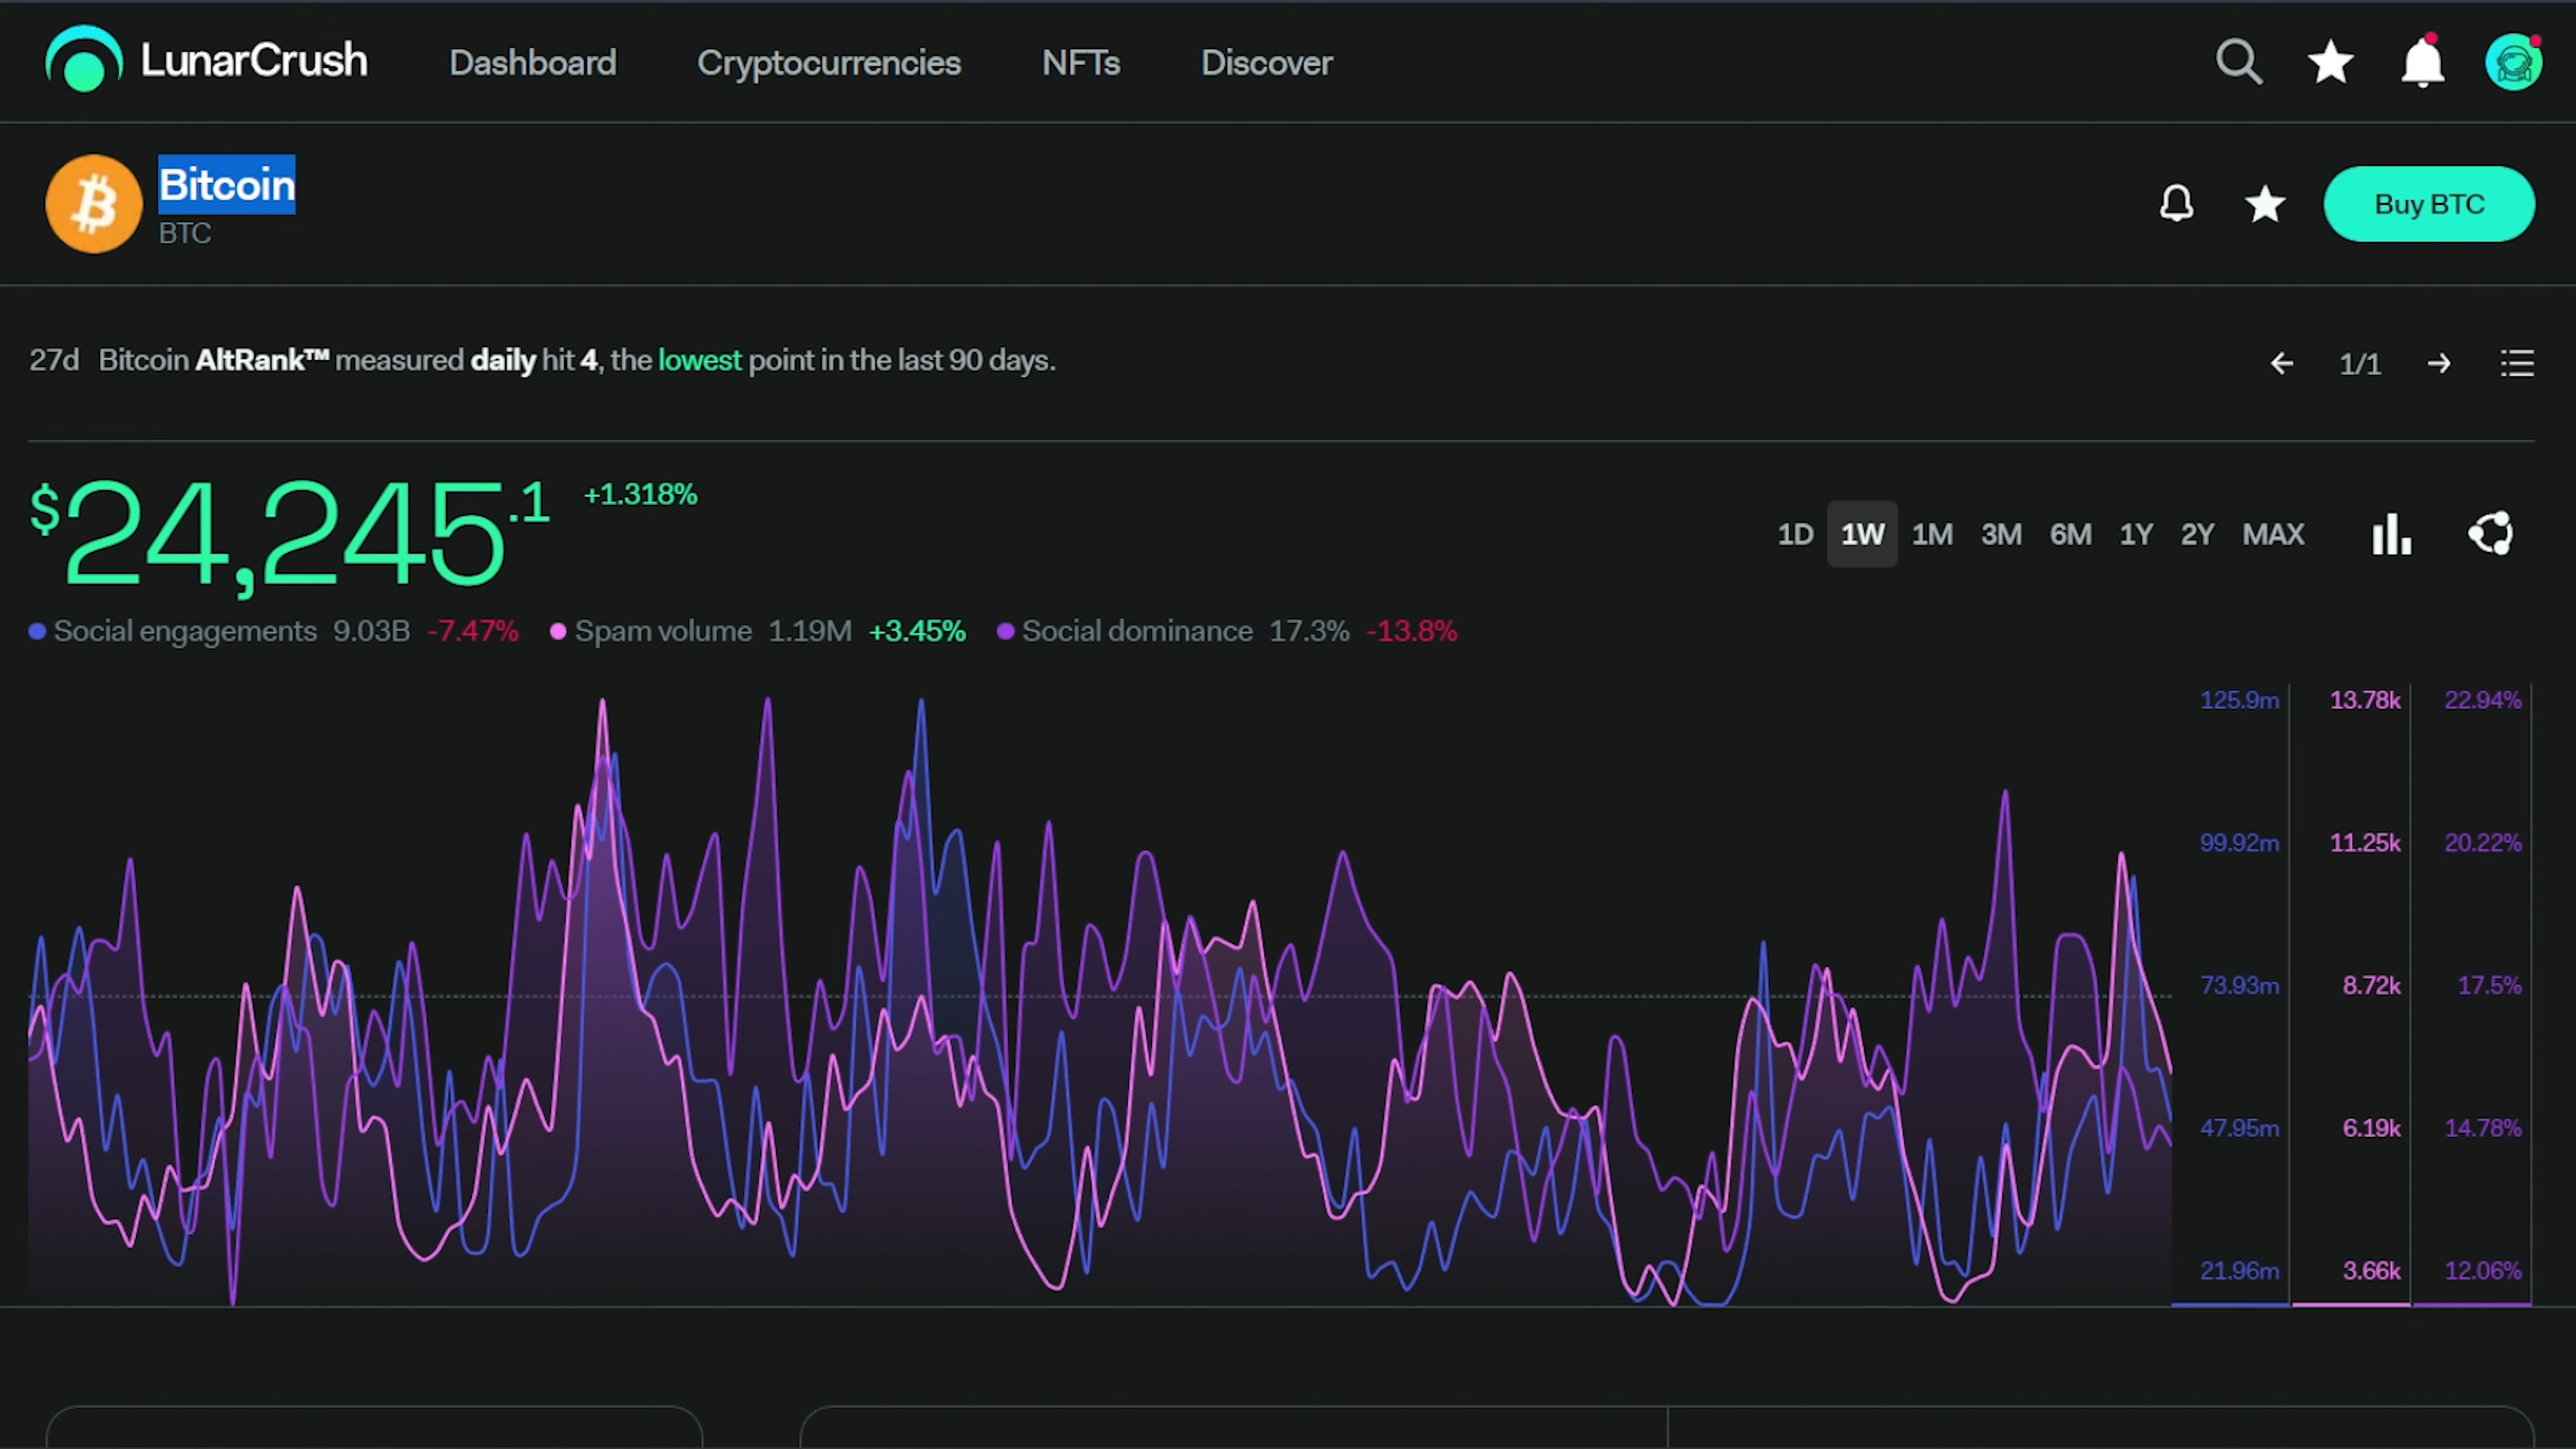 LunarCrush Dashboard Cryptocurrencies NFTs Discover
Bitcoin
BTC
Buy BTC
27d Bitcoin AltRank™ measured daily hit 4, the lowest point in the last 90 days.
1/1
$24,245.1 +1.318%
1D 1W 1M 3M 6M 1Y 2Y MAX
Social engagements 9.03B -7.47% Spam volume 1.19M +3.45% Social dominance 17.3% -13.8%
125.9m 13.78k 22.94%
99.92m 11.25k 20.22%
73.93m 8.72k 17.5%
47.95m 6.19k 14.78%
21.96m 3.66k 12.06%